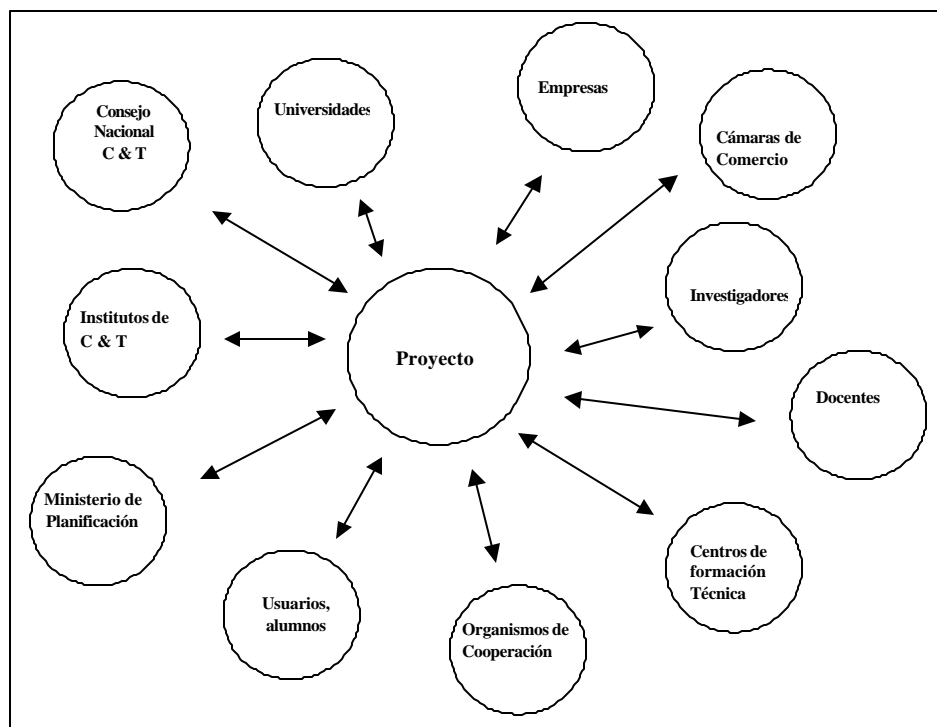 Consejo
Nacional
C & T
Universidades
Empresas
Cámaras de
Comercio
Institutos de
C & T
Proyecto
Investigadores
Docentes
Ministerio de
Planificación
Usuarios,
alumnos
Organismos de
Cooperación
Centros de
formación
Técnica